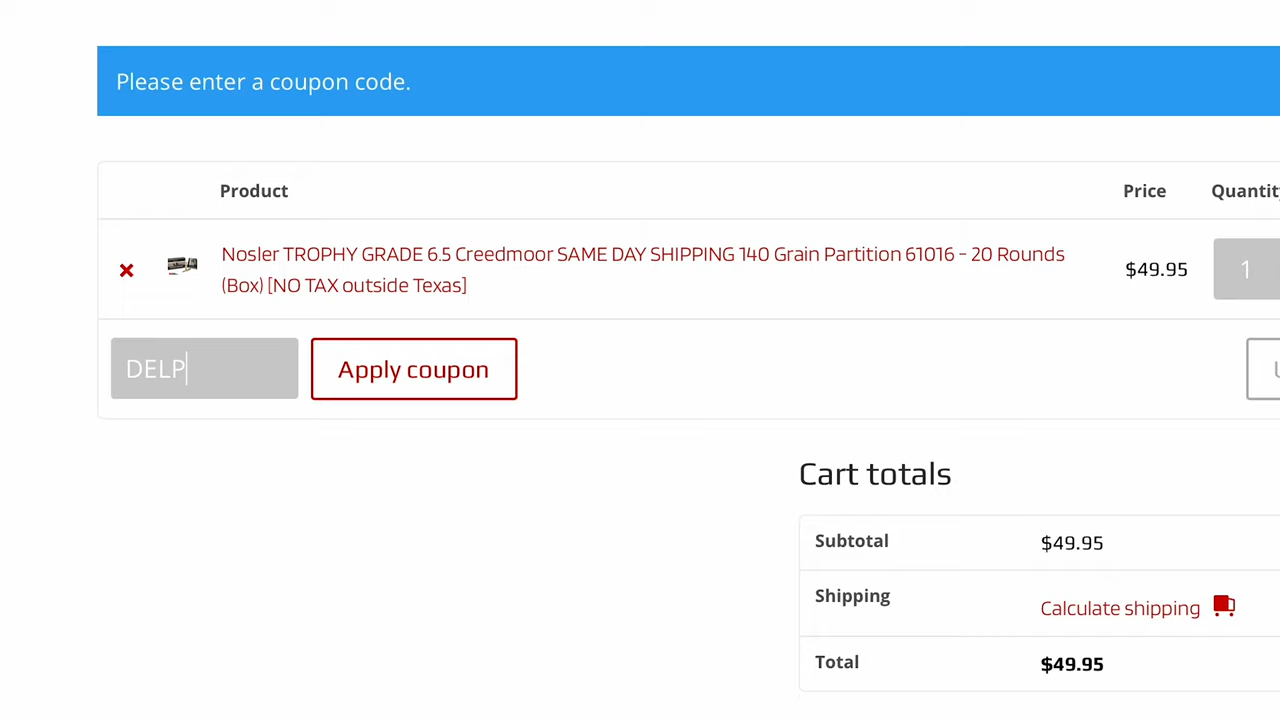 Please enter a coupon code.
Product Price Quantit
Nosler TROPHY GRADE 6.5 Creedmoor SAME DAY SHIPPING 140 Grain Partition 61016 - 20 Rounds
(Box) [NO TAX outside Texas]
$49.95 1
DELP Apply coupon
Cart totals
Subtotal $49.95
Shipping Calculate shipping
Total $49.95